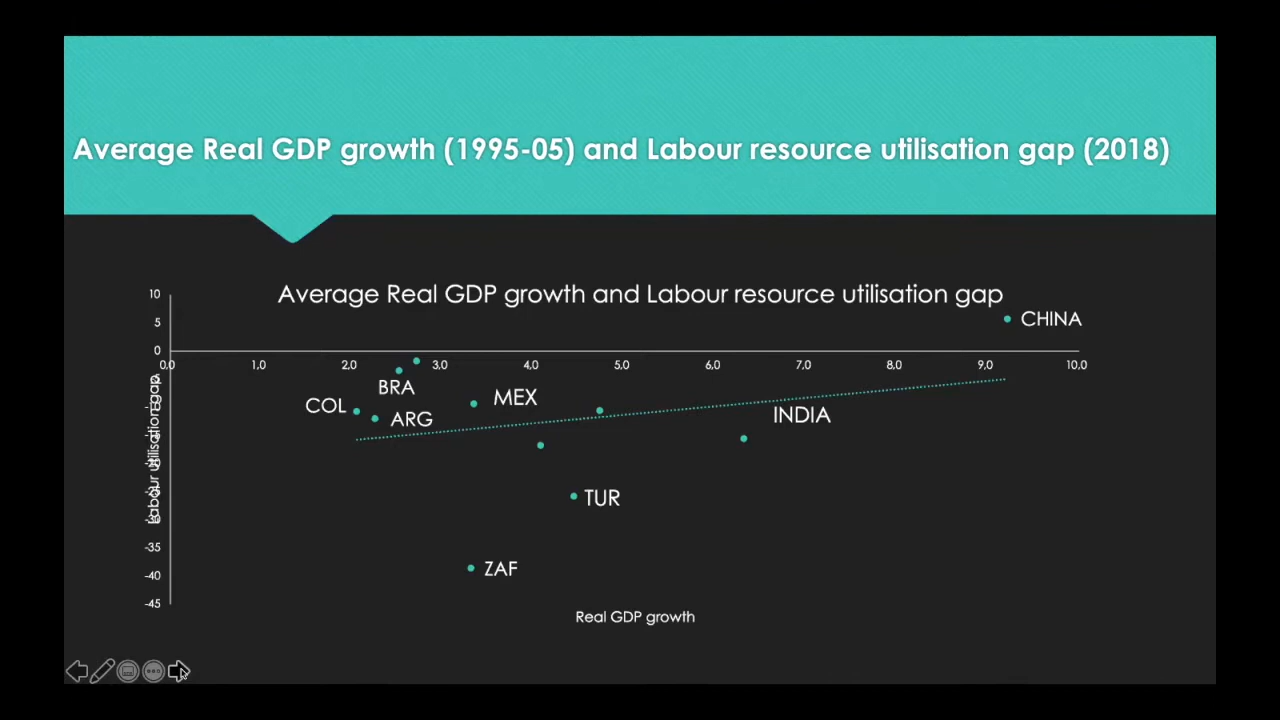 Average Real GDP growth (1995-05) and Labour resource utilisation gap (2018)
Average Real GDP growth and Labour resource utilisation gap
10
5
0
-35
-40
-45
0,0 1,0 2,0 3,0 4,0 5,0 6,0 7,0 8,0 9,0 10,0
CHINA
BRA
MEX
COL
ARG
INDIA
TUR
ZAF
Labour utilisation gap
Real GDP growth